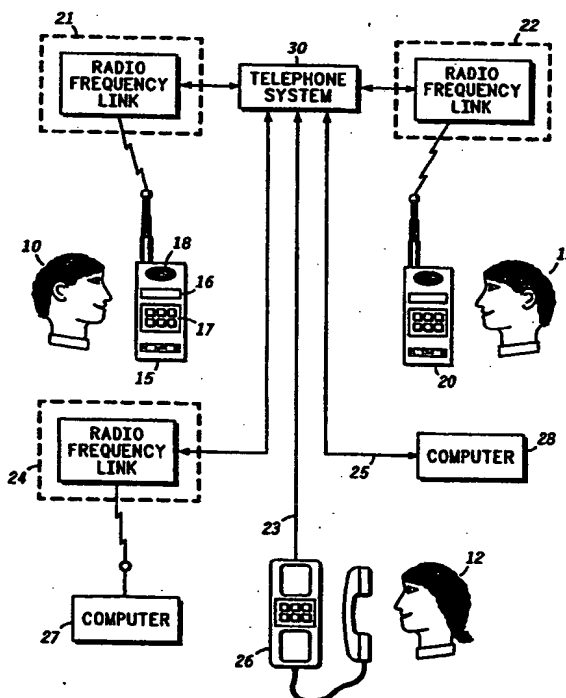 21
RADIO
FREQUENCY
LINK
30
TELEPHONE
SYSTEM
22
RADIO
FREQUENCY
LINK
10
18
16
17
15
20
24
RADIO
FREQUENCY
LINK
COMPUTER
28
25
23
COMPUTER
27
26
12